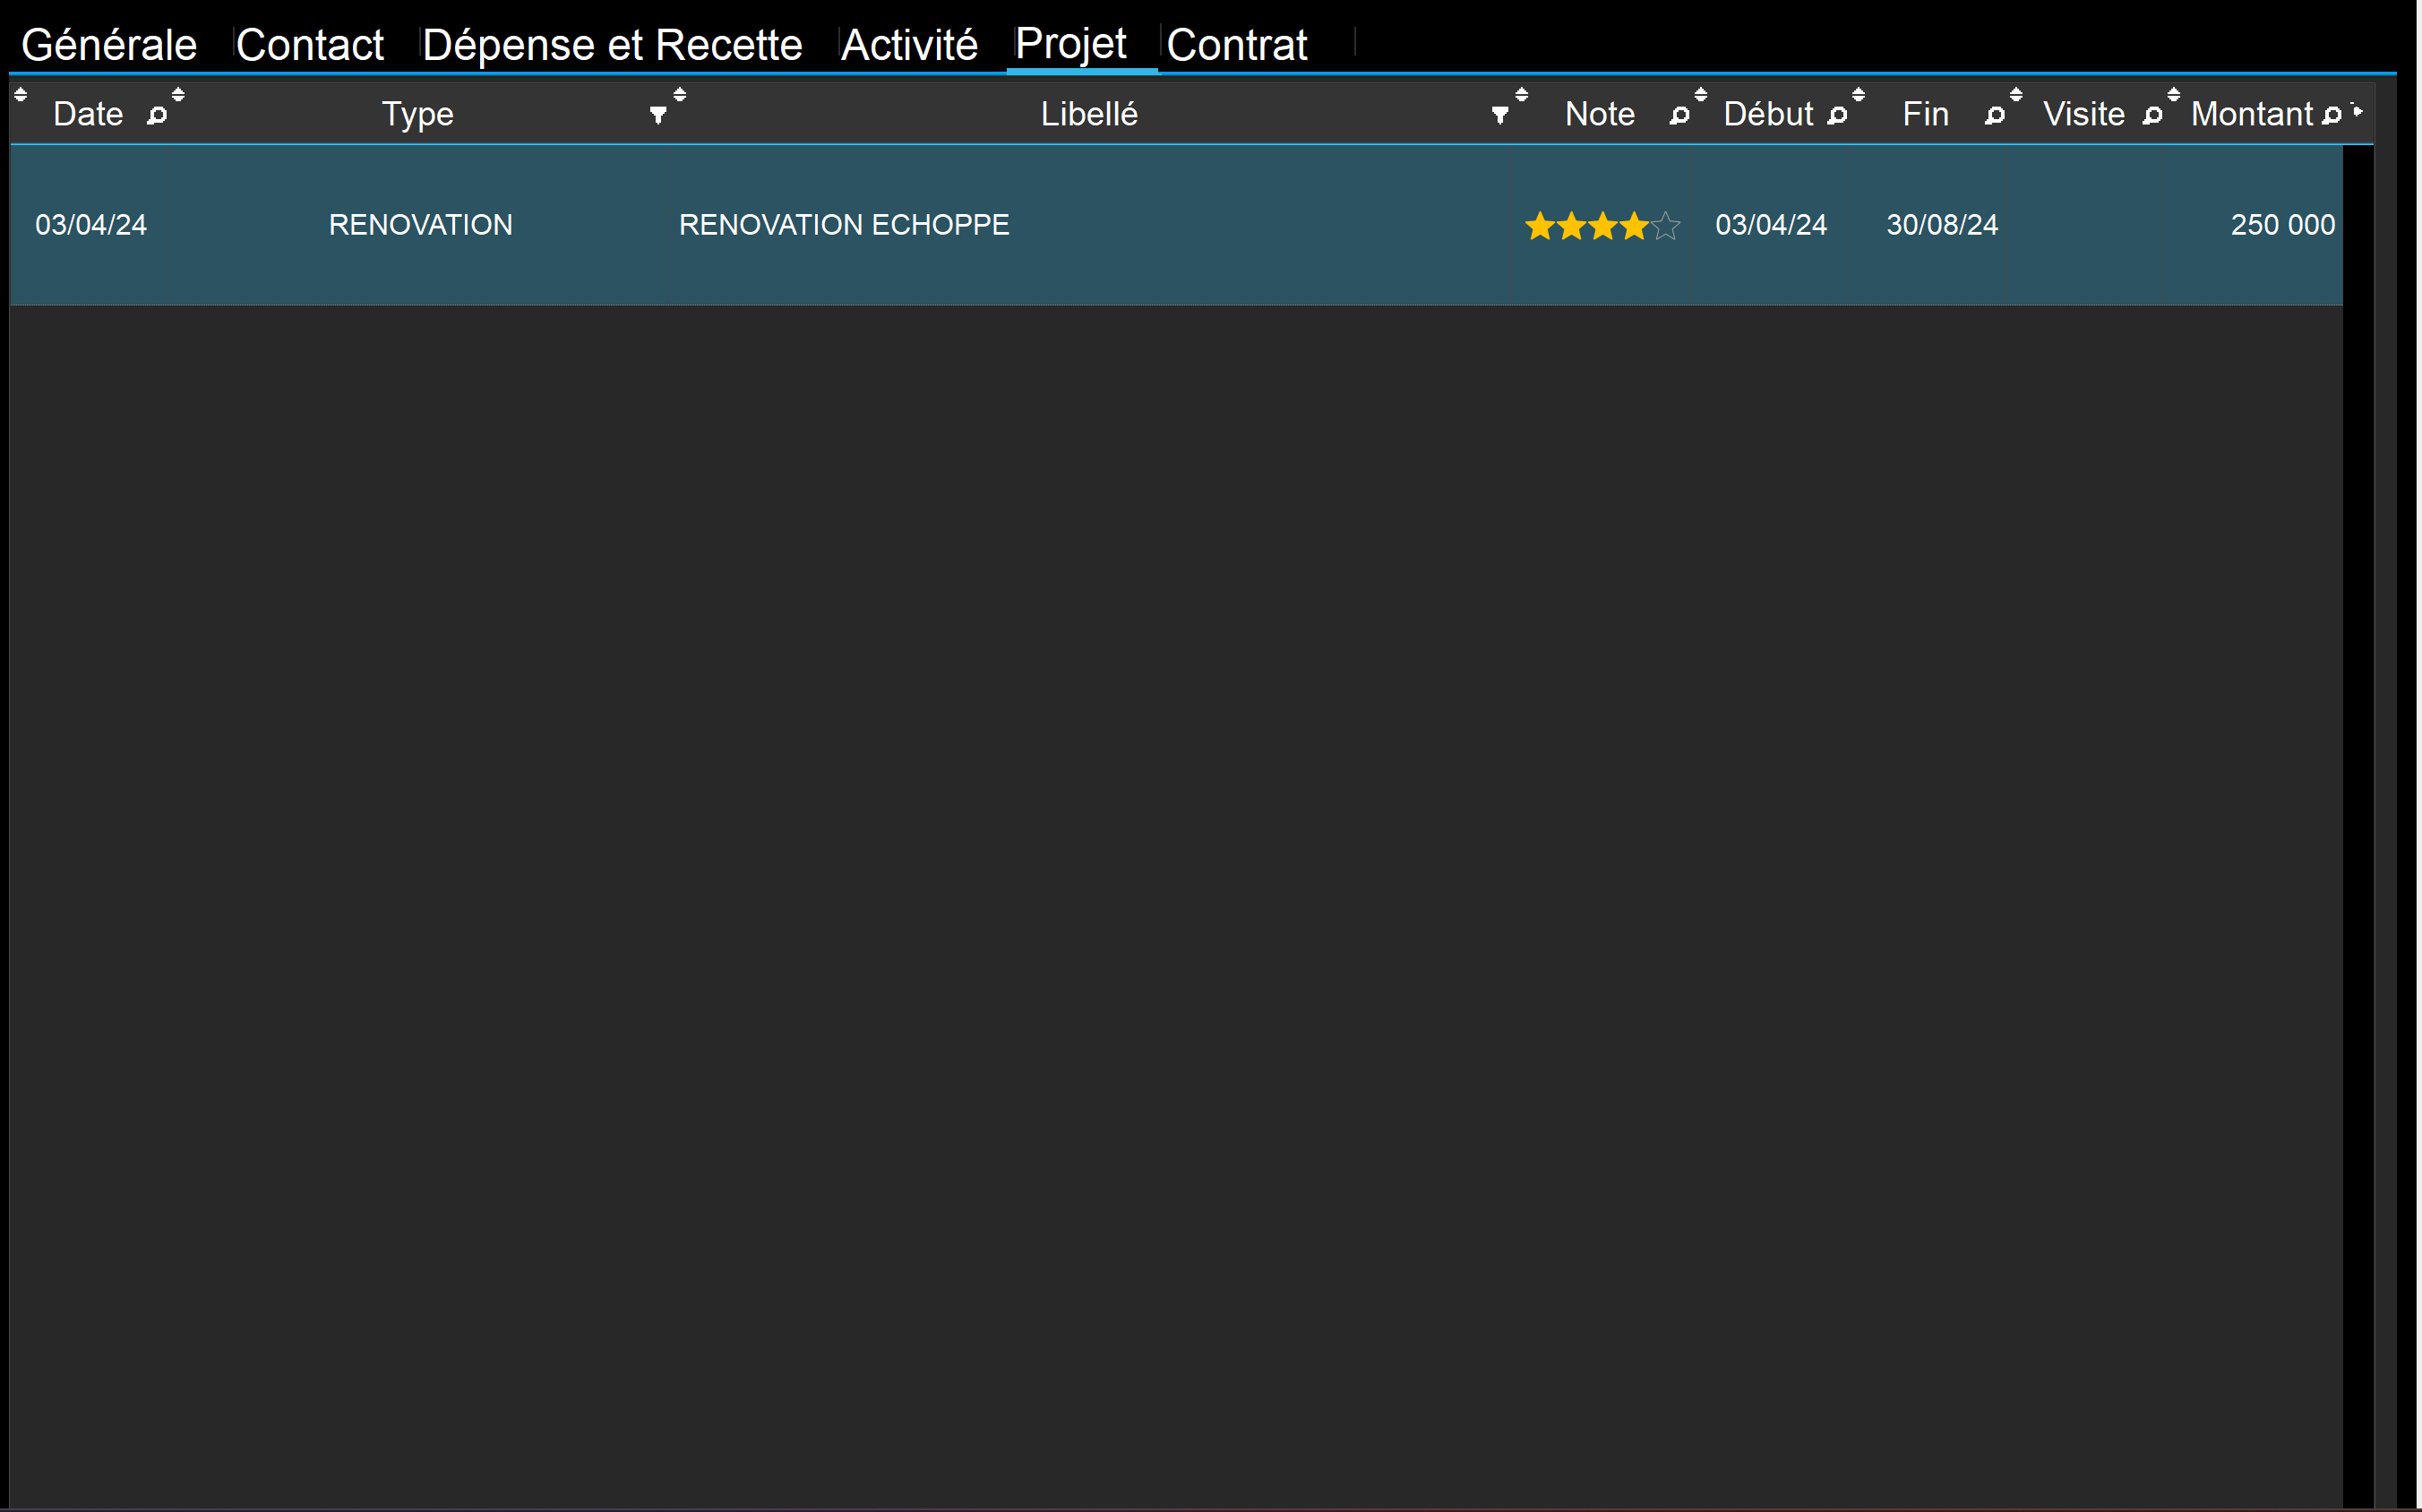 Générale Contact Dépense et Recette Activité Projet Contrat
Date Type Libellé Note Début Fin Visite Montant
03/04/24 RENOVATION RENOVATION ECHOPPE 03/04/24 30/08/24 250 000